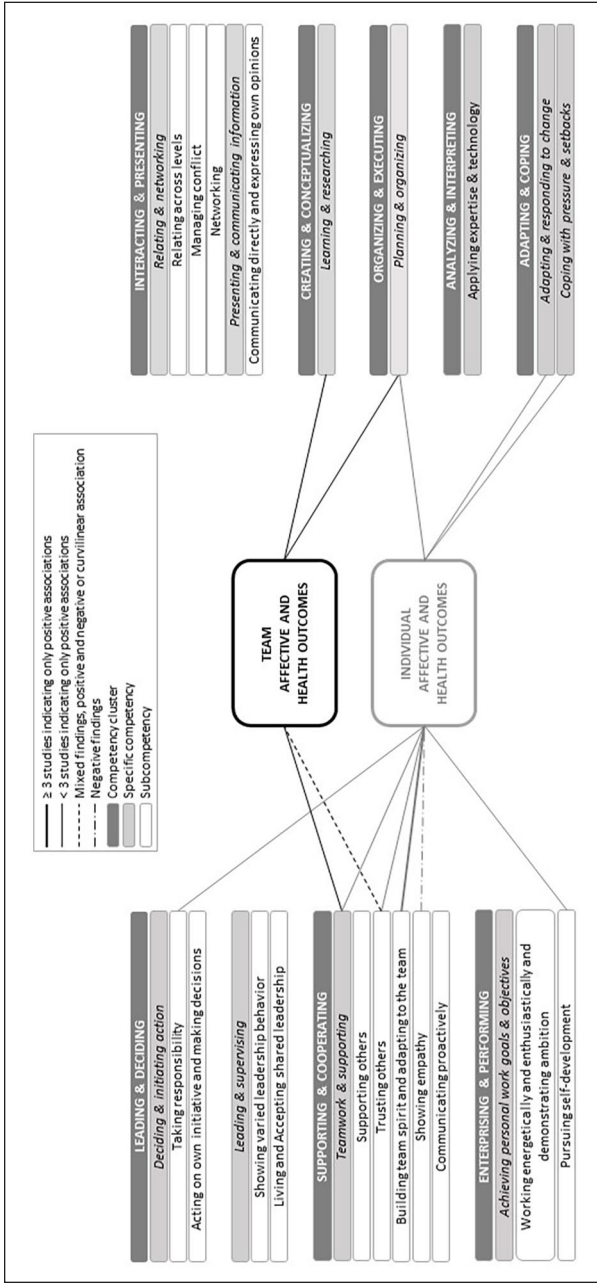 ≥ 3 studies indicating only positive associations
< 3 studies indicating only positive associations
Mixed findings, positive and negative or curvilinear association
Negative findings
Competency cluster
Specific competency
Subcompetency
LEADING & DECIDING
Deciding & initiating action
Taking responsibility
Acting on own initiative and making decisions
Leading & supervising
Showing varied leadership behavior
Living and Accepting shared leadership
SUPPORTING & COOPERATING
Teamwork & supporting
Supporting others
Trusting others
Building team spirit and adapting to the team
Showing empathy
Communicating proactively
ENTERPRISING & PERFORMING
Achieving personal work goals & objectives
Working energetically and enthusiastically and
demonstrating ambition
Pursuing self-development
TEAM
AFFECTIVE AND
HEALTH OUTCOMES
INDIVIDUAL
AFFECTIVE AND
HEALTH OUTCOMES
INTERACTING & PRESENTING
Relating & networking
Relating across levels
Managing conflict
Networking
Presenting & communicating information
Communicating directly and expressing own opinions
CREATING & CONCEPTUALIZING
Learning & researching
ORGANIZING & EXECUTING
Planning & organizing
ANALYZING & INTERPRETING
Applying expertise & technology
ADAPTING & COPING
Adapting & responding to change
Coping with pressure & setbacks